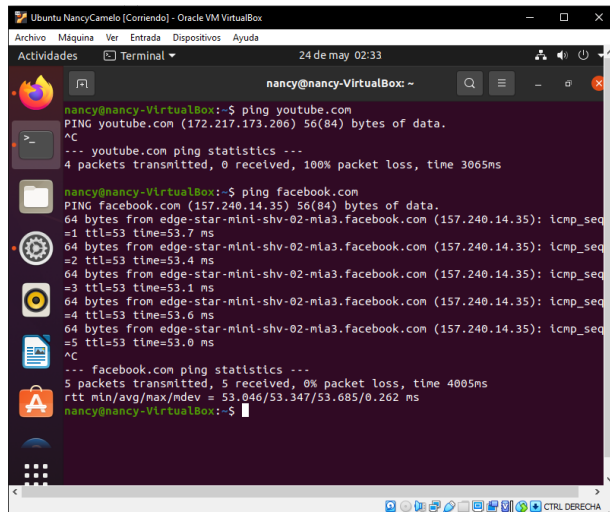 Ubuntu NancyCamelo [Corriendo] - Oracle VM VirtualBox
Archivo Máquina Ver Entrada Dispositivos Ayuda
Actividades Terminal 24 de may 02:33
nancy@nancy-VirtualBox: ~
nancy@nancy-VirtualBox:~$ ping youtube.com
PING youtube.com (172.217.173.206) 56(84) bytes of data.
^C
--- youtube.com ping statistics ---
4 packets transmitted, 0 received, 100% packet loss, time 3065ms
nancy@nancy-VirtualBox:~$ ping facebook.com
PING facebook.com (157.240.14.35) 56(84) bytes of data.
64 bytes from edge-star-mini-shv-02-mia3.facebook.com (157.240.14.35): icmp_seq
=1 ttl=53 time=53.7 ms
64 bytes from edge-star-mini-shv-02-mia3.facebook.com (157.240.14.35): icmp_seq
=2 ttl=53 time=53.4 ms
64 bytes from edge-star-mini-shv-02-mia3.facebook.com (157.240.14.35): icmp_seq
=3 ttl=53 time=53.1 ms
64 bytes from edge-star-mini-shv-02-mia3.facebook.com (157.240.14.35): icmp_seq
=4 ttl=53 time=53.6 ms
64 bytes from edge-star-mini-shv-02-mia3.facebook.com (157.240.14.35): icmp_seq
=5 ttl=53 time=53.0 ms
^C
--- facebook.com ping statistics ---
5 packets transmitted, 5 received, 0% packet loss, time 4005ms
rtt min/avg/max/mdev = 53.046/53.347/53.685/0.262 ms
nancy@nancy-VirtualBox:~$
CTRL DERECHA